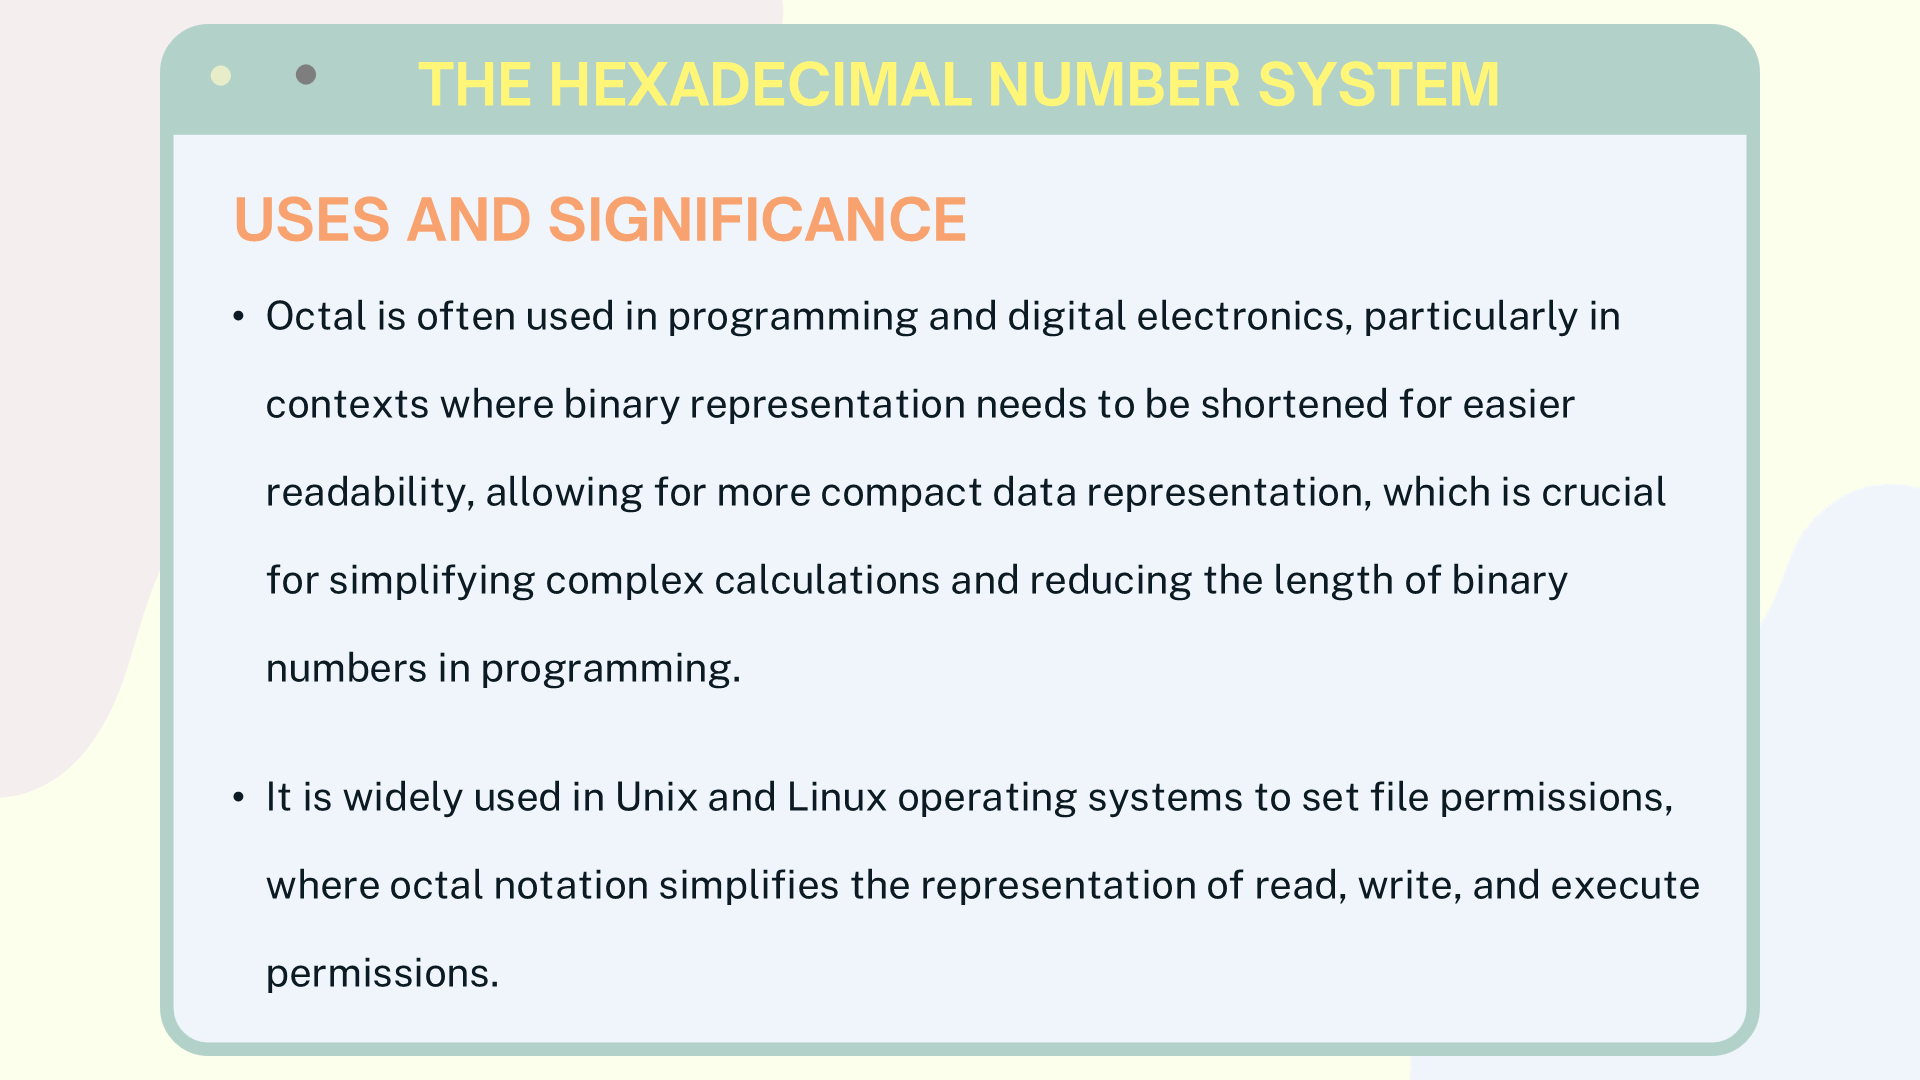 THE HEXADECIMAL NUMBER SYSTEM
USES AND SIGNIFICANCE
• Octal is often used in programming and digital electronics, particularly in
contexts where binary representation needs to be shortened for easier
readability, allowing for more compact data representation, which is crucial
for simplifying complex calculations and reducing the length of binary
numbers in programming.
• It is widely used in Unix and Linux operating systems to set file permissions,
where octal notation simplifies the representation of read, write, and execute
permissions.